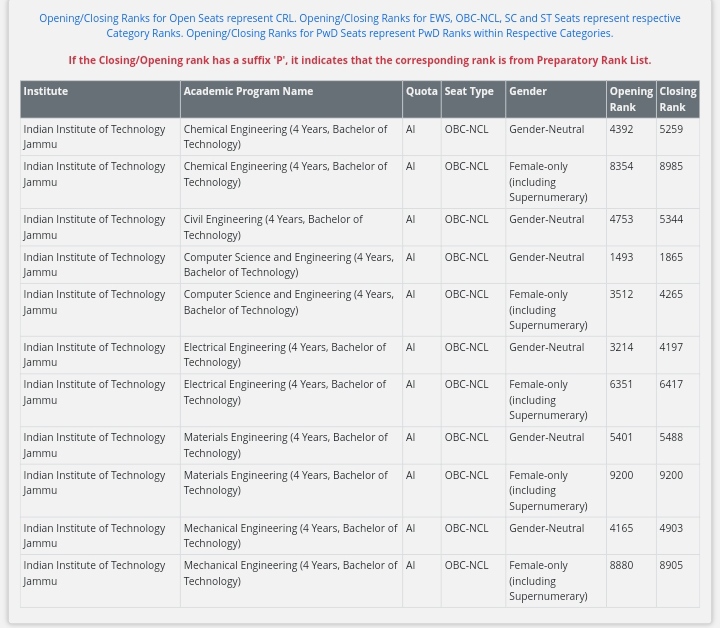 Opening/Closing Ranks for Open Seats represent CRL. Opening/Closing Ranks for EWS, OBC-NCL, SC and ST Seats represent respective
Category Ranks. Opening/Closing Ranks for PwD Seats represent PwD Ranks within Respective Categories.
If the Closing/Opening rank has a suffix 'P', it indicates that the corresponding rank is from Preparatory Rank List.
Institute Academic Program Name Quota Seat Type Gender Opening Closing
Rank Rank
Indian Institute of Technology Chemical Engineering (4 Years, Bachelor of AI OBC-NCL Gender-Neutral 4392 5259
Jammu Technology)
Indian Institute of Technology Chemical Engineering (4 Years, Bachelor of AI OBC-NCL Female-only 8354 8985
Jammu Technology) (including
Supernumerary)
Indian Institute of Technology Civil Engineering (4 Years, Bachelor of AI OBC-NCL Gender-Neutral 4753 5344
Jammu Technology)
Indian Institute of Technology Computer Science and Engineering (4 Years, AI OBC-NCL Gender-Neutral 1493 1865
Jammu Bachelor of Technology)
Indian Institute of Technology Computer Science and Engineering (4 Years, AI OBC-NCL Female-only 3512 4265
Jammu Bachelor of Technology) (including
Supernumerary)
Indian Institute of Technology Electrical Engineering (4 Years, Bachelor of AI OBC-NCL Gender-Neutral 3214 4197
Jammu Technology)
Indian Institute of Technology Electrical Engineering (4 Years, Bachelor of AI OBC-NCL Female-only 6351 6417
Jammu Technology) (including
Supernumerary)
Indian Institute of Technology Materials Engineering (4 Years, Bachelor of AI OBC-NCL Gender-Neutral 5401 5488
Jammu Technology)
Indian Institute of Technology Materials Engineering (4 Years, Bachelor of AI OBC-NCL Female-only 9200 9200
Jammu Technology) (including
Supernumerary)
Indian Institute of Technology Mechanical Engineering (4 Years, Bachelor of AI OBC-NCL Gender-Neutral 4165 4903
Jammu Technology)
Indian Institute of Technology Mechanical Engineering (4 Years, Bachelor of AI OBC-NCL Female-only 8880 8905
Jammu Technology) (including
Supernumerary)